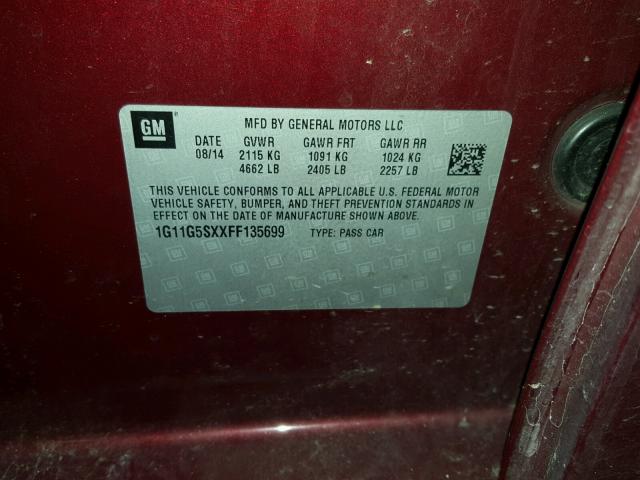 GM
MFD BY GENERAL MOTORS LLC
DATE GVWR GAWR FRT GAWR RR
08/14 2115 KG 1091 KG 1024 KG
4662 LB 2405 LB 2257 LB
THIS VEHICLE CONFORMS TO ALL APPLICABLE U.S. FEDERAL MOTOR
VEHICLE SAFETY, BUMPER, AND THEFT PREVENTION STANDARDS IN
EFFECT ON THE DATE OF MANUFACTURE SHOWN ABOVE.
1G11G5SXXFF135699 TYPE: PASS CAR